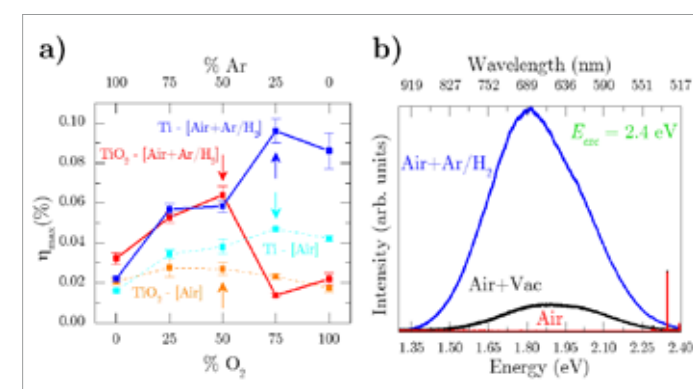 a)
% Ar
100 75 50 25 0
0.10
0.08
0.06
0.04
0.02
0.00
ηmax(%)
Ti - [Air+Ar/H2]
TiO2 - [Air+Ar/H2]
Ti - [Air]
TiO2 - [Air]
0 25 50 75 100
% O2
b)
Wavelength (nm)
919 827 752 689 636 590 551 517
Eexc = 2.4 eV
Air+Ar/H2
Air+Vac
Air
Intensity (arb. units)
1.35 1.50 1.65 1.80 1.95 2.10 2.25 2.40
Energy (eV)